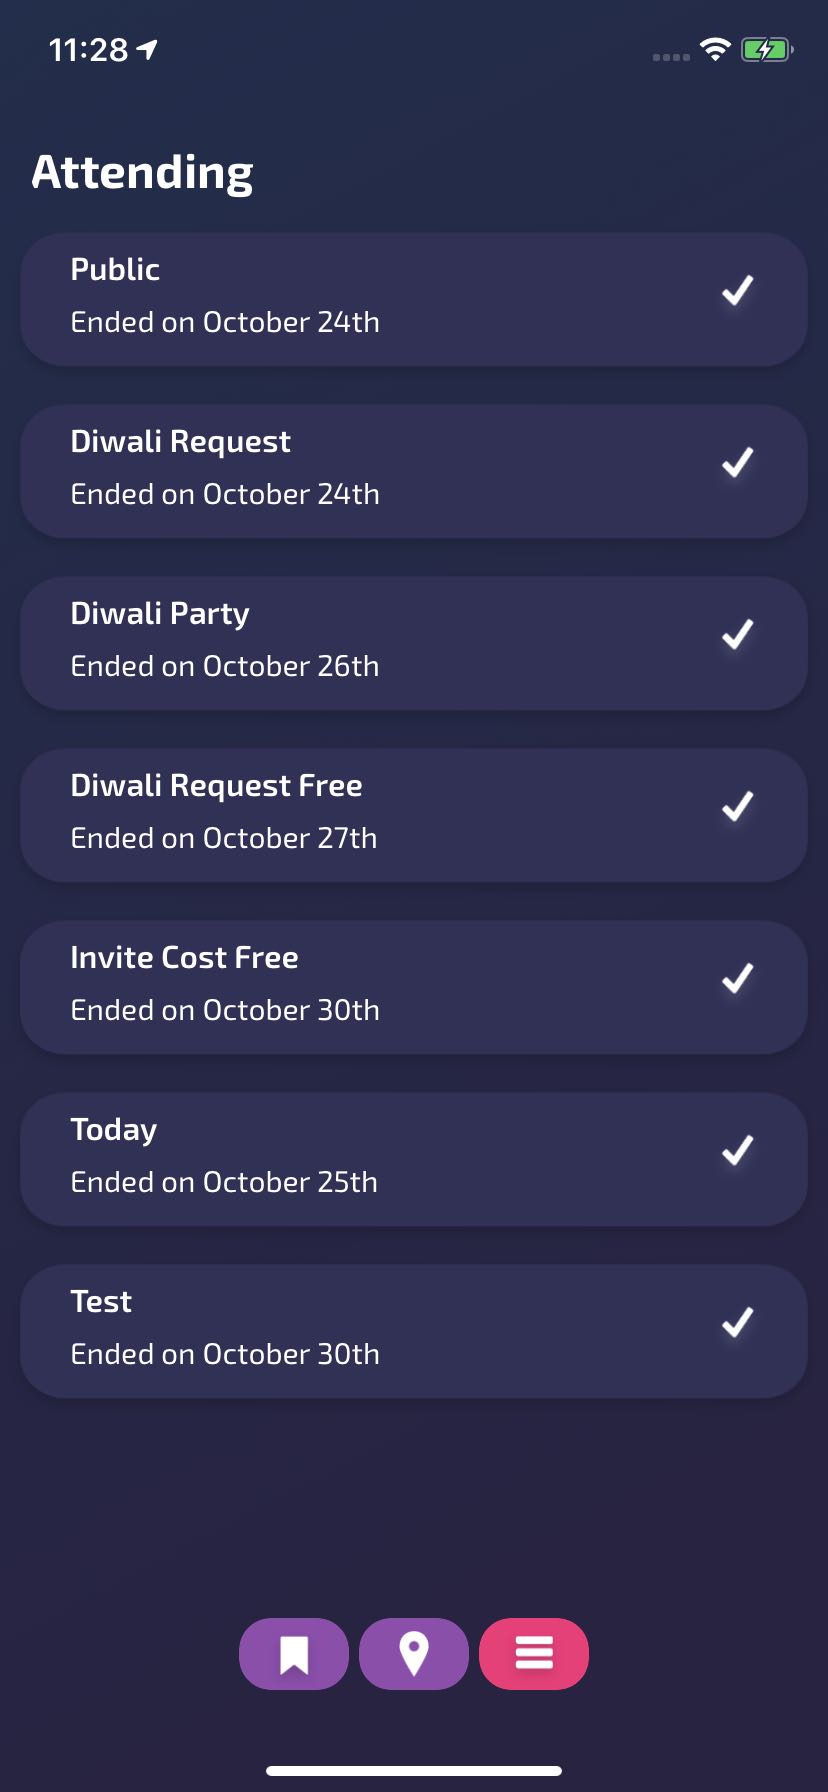 11:28
Attending
Public
Ended on October 24th
Diwali Request
Ended on October 24th
Diwali Party
Ended on October 26th
Diwali Request Free
Ended on October 27th
Invite Cost Free
Ended on October 30th
Today
Ended on October 25th
Test
Ended on October 30th